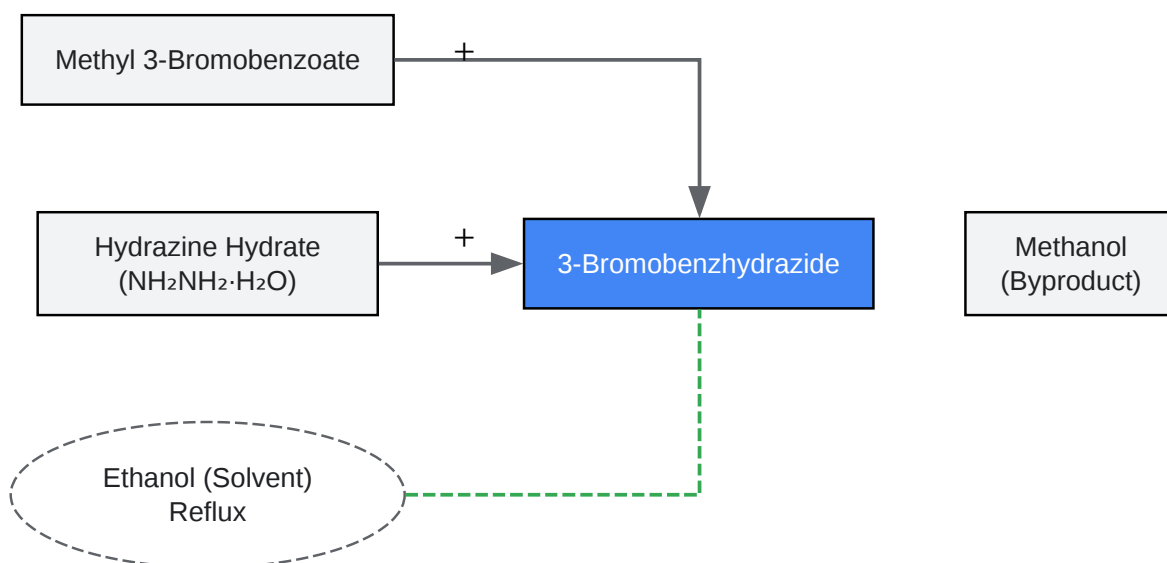 Methyl 3-Bromobenzoate
+
Hydrazine Hydrate
(NH₂NH₂·H₂O)
+
3-Bromobenzhydrazide
Methanol
(Byproduct)
Ethanol (Solvent)
Reflux